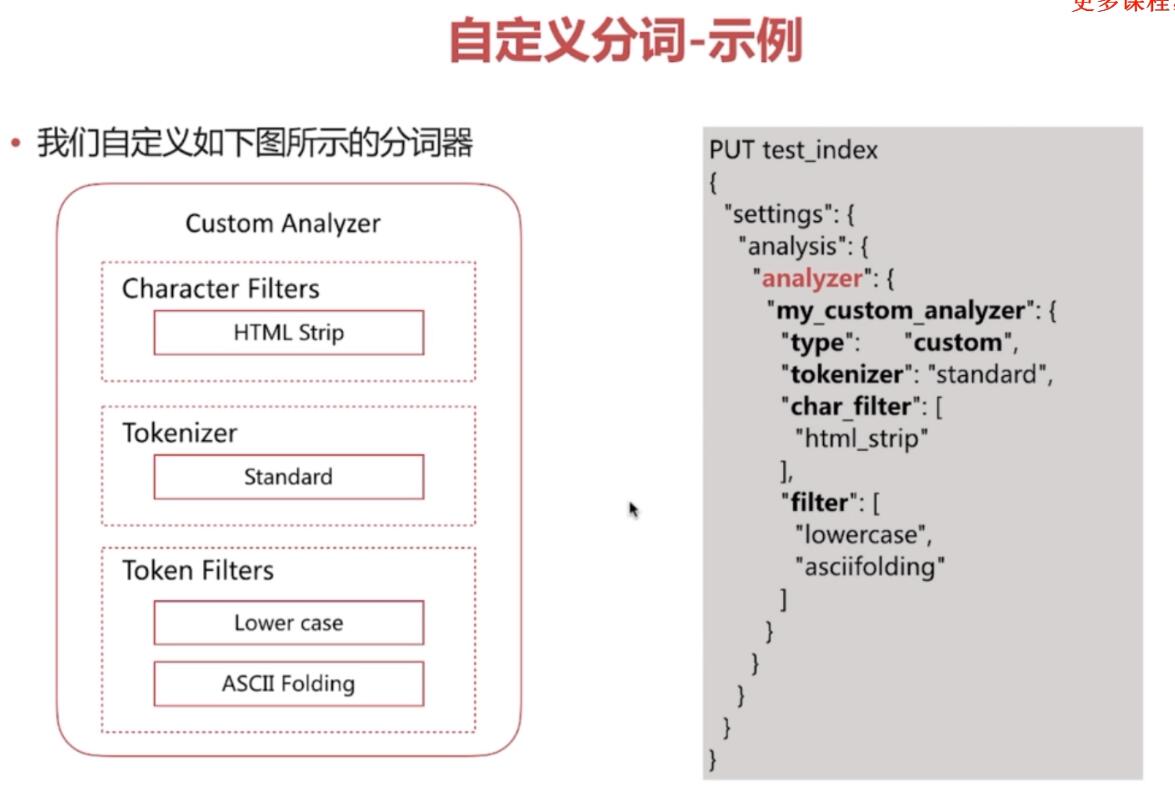 更多课程
自定义分词-示例
• 我们自定义如下图所示的分词器
Custom Analyzer
Character Filters
HTML Strip
Tokenizer
Standard
Token Filters
Lower case
ASCII Folding
PUT test_index
{
"settings": {
"analysis": {
"analyzer": {
"my_custom_analyzer": {
"type": "custom",
"tokenizer": "standard",
"char_filter": [
"html_strip"
],
"filter": [
"lowercase",
"asciifolding"
]
}
}
}
}
}